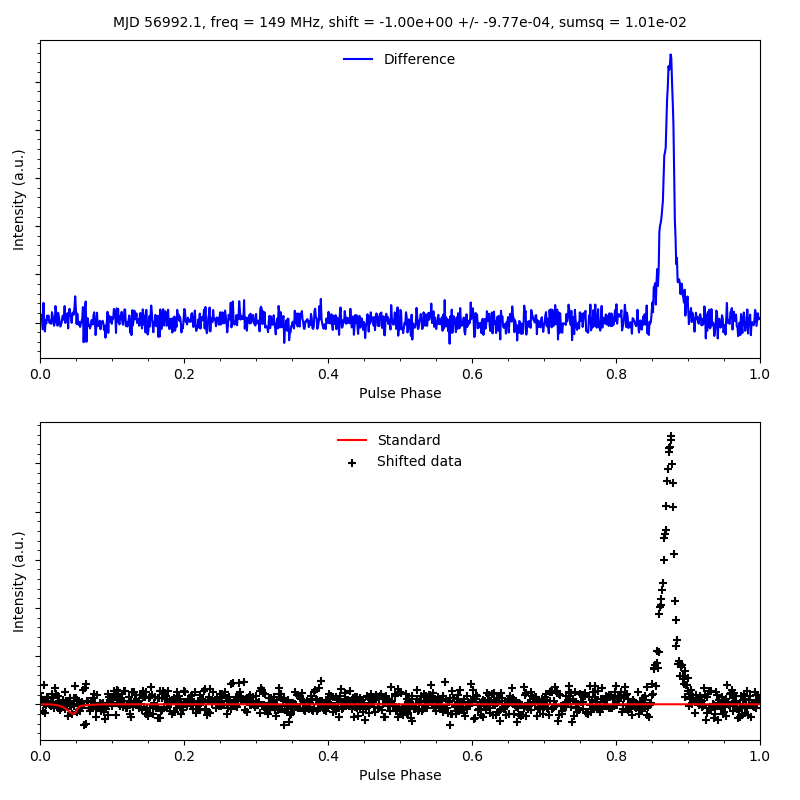 MJD 56992.1, freq = 149 MHz, shift = -1.00e+00 +/- -9.77e-04, sumsq = 1.01e-02
Difference
Intensity (a.u.)
0.0 0.2 0.4 0.6 0.8 1.0
Pulse Phase
Standard
Shifted data
Intensity (a.u.)
0.0 0.2 0.4 0.6 0.8 1.0
Pulse Phase